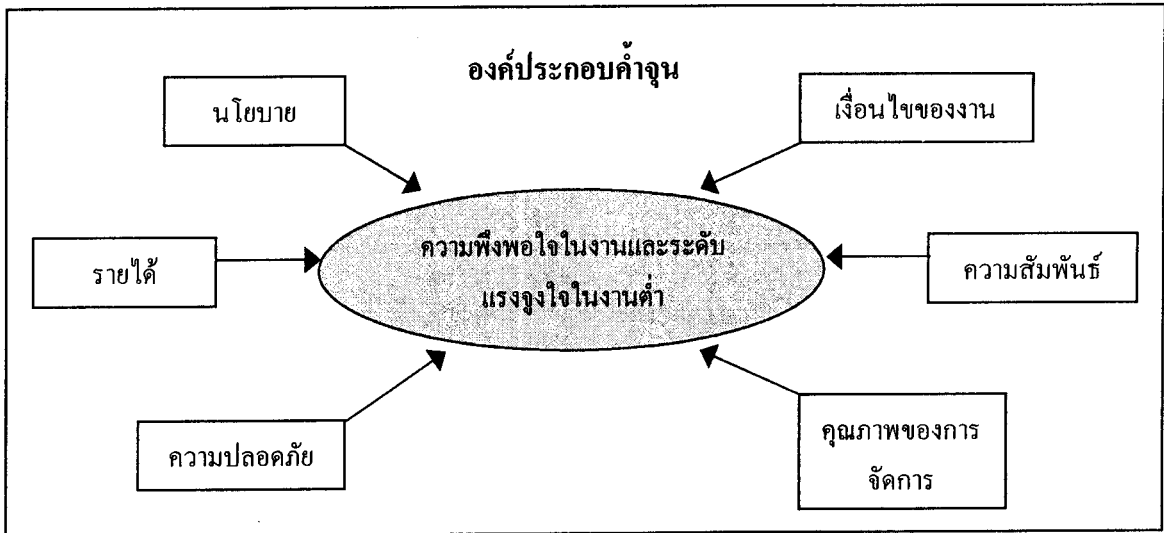 องค์ประกอบค้ำจุน
นโยบาย
เงื่อนไขของงาน
ความพึงพอใจในงานและระดับ
แรงจูงใจในงานต่ำ
รายได้
ความสัมพันธ์
ความปลอดภัย
คุณภาพของการ
จัดการ